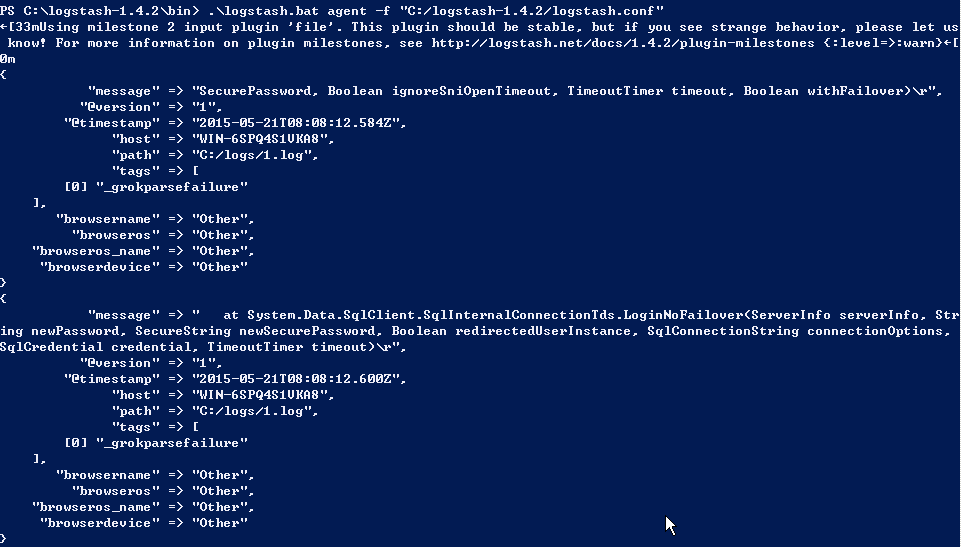 PS C:\logstash-1.4.2\bin> .\logstash.bat agent -f "C:/logstash-1.4.2/logstash.conf"
←[33mUsing milestone 2 input plugin 'file'. This plugin should be stable, but if you see strange behavior, please let us
 know! For more information on plugin milestones, see http://logstash.net/docs/1.4.2/plugin-milestones {:level=>:warn}←[
0m
{
           "message" => "SecurePassword, Boolean ignoreSniOpenTimeout, TimeoutTimer timeout, Boolean withFailover)\r",
          "@version" => "1",
        "@timestamp" => "2015-05-21T08:08:12.584Z",
              "host" => "WIN-6SPQ4S1VKA8",
              "path" => "C:/logs/1.log",
              "tags" => [
        [0] "_grokparsefailure"
    ],
       "browsername" => "Other",
         "browseros" => "Other",
    "browseros_name" => "Other",
     "browserdevice" => "Other"
}
{
           "message" => "   at System.Data.SqlClient.SqlInternalConnectionTds.LoginNoFailover(ServerInfo serverInfo, Str
ing newPassword, SecureString newSecurePassword, Boolean redirectedUserInstance, SqlConnectionString connectionOptions,
SqlCredential credential, TimeoutTimer timeout)\r",
          "@version" => "1",
        "@timestamp" => "2015-05-21T08:08:12.600Z",
              "host" => "WIN-6SPQ4S1VKA8",
              "path" => "C:/logs/1.log",
              "tags" => [
        [0] "_grokparsefailure"
    ],
       "browsername" => "Other",
         "browseros" => "Other",
    "browseros_name" => "Other",
     "browserdevice" => "Other"
}